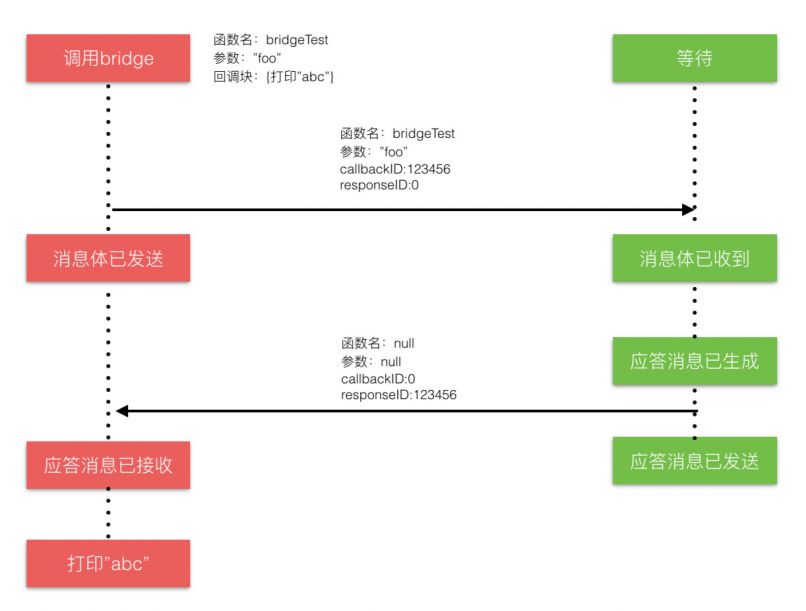 调用bridge
函数名：bridgeTest
参数："foo"
回调块：{打印"abc"}
等待
函数名：bridgeTest
参数："foo"
callbackID:123456
responseID:0
消息体已发送
消息体已收到
应答消息已生成
函数名：null
参数：null
callbackID:0
responseID:123456
应答消息已接收
应答消息已发送
打印"abc"